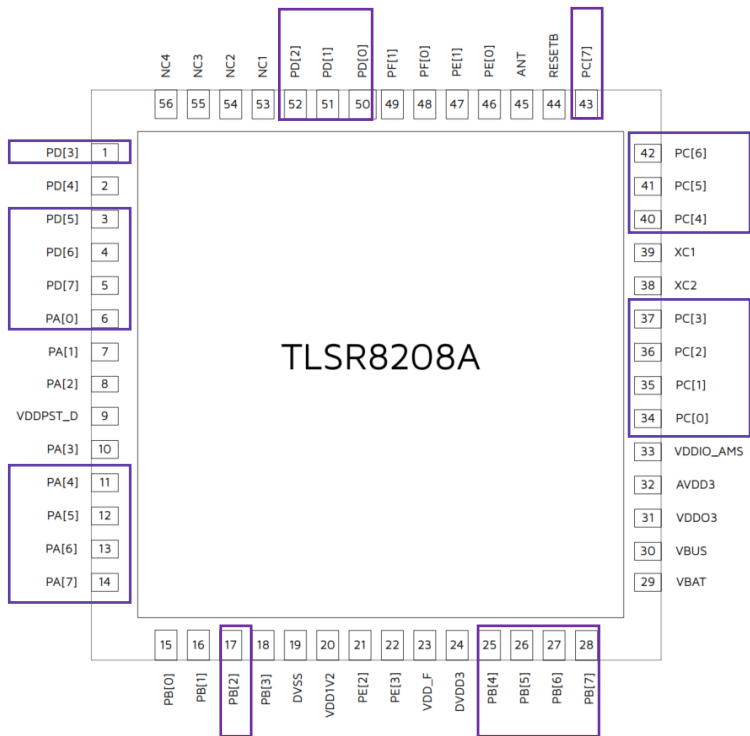 NC4 NC3 NC2 NC1 PD[2] PD[1] PD[0] PF[1] PF[0] PE[1] PE[0] ANT RESETB PC[7]
56 55 54 53 52 51 50 49 48 47 46 45 44 43
PD[3] 1
PD[4] 2
PD[5] 3
PD[6] 4
PD[7] 5
PA[0] 6
PA[1] 7
PA[2] 8
VDDPST_D 9
PA[3] 10
PA[4] 11
PA[5] 12
PA[6] 13
PA[7] 14
TLSR8208A
42 PC[6]
41 PC[5]
40 PC[4]
39 XC1
38 XC2
37 PC[3]
36 PC[2]
35 PC[1]
34 PC[0]
33 VDDIO_AMS
32 AVDD3
31 VDDO3
30 VBUS
29 VBAT
15 16 17 18 19 20 21 22 23 24 25 26 27 28
PB[0] PB[1] PB[2] PB[3] DVSS VDD1V2 PE[2] PE[3] VDD_F DVDD3 PB[4] PB[5] PB[6] PB[7]